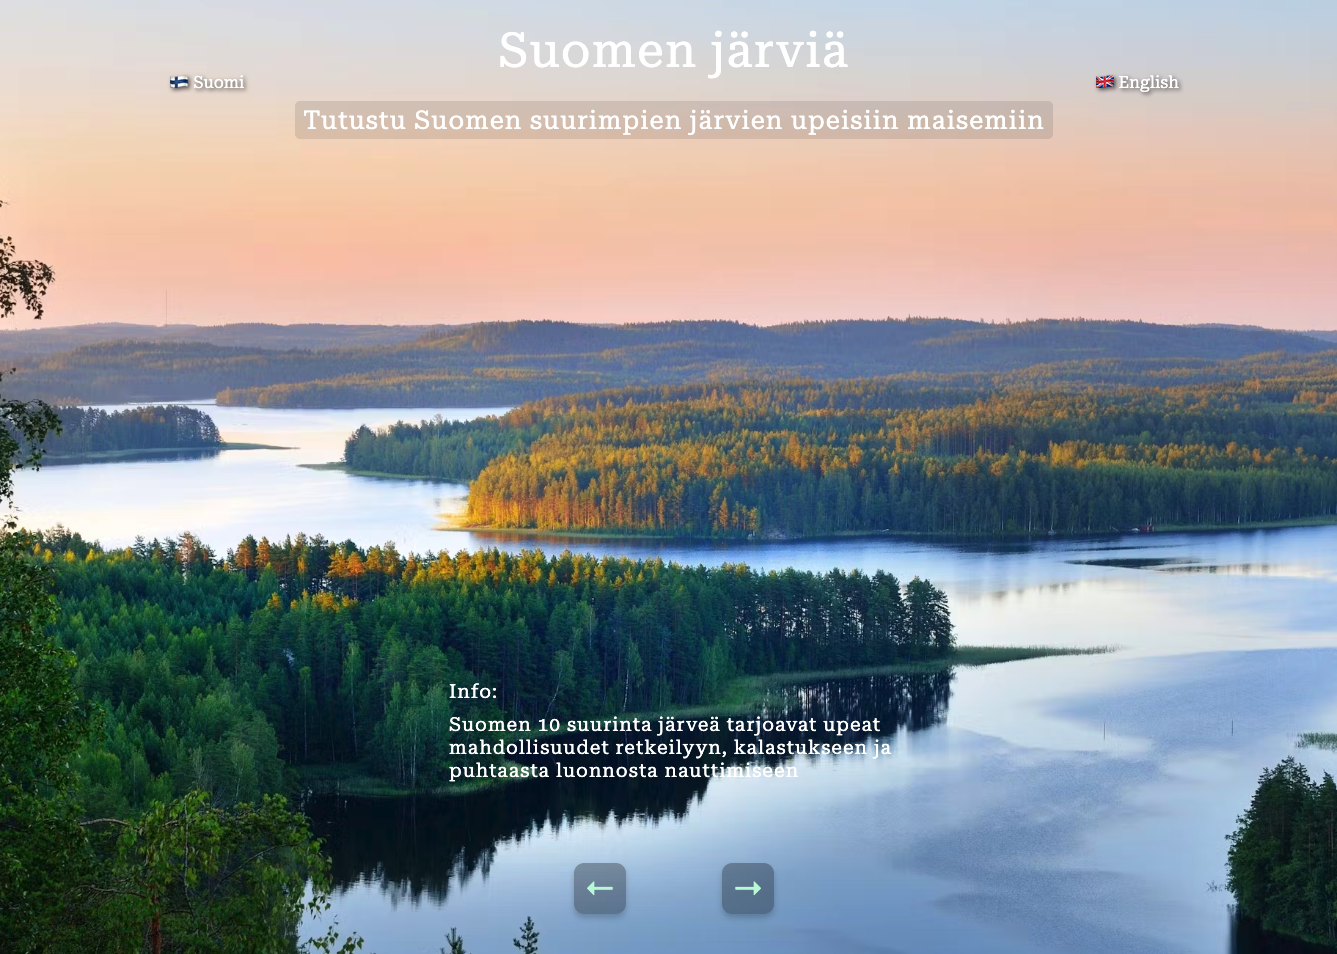 Suomen järviä
Suomi
English
Tutustu Suomen suurimpien järvien upeisiin maisemiin
Info:
Suomen 10 suurinta järveä tarjoavat upeat
mahdollisuudet retkeilyyn, kalastukseen ja
puhtaasta luonnosta nauttimiseen